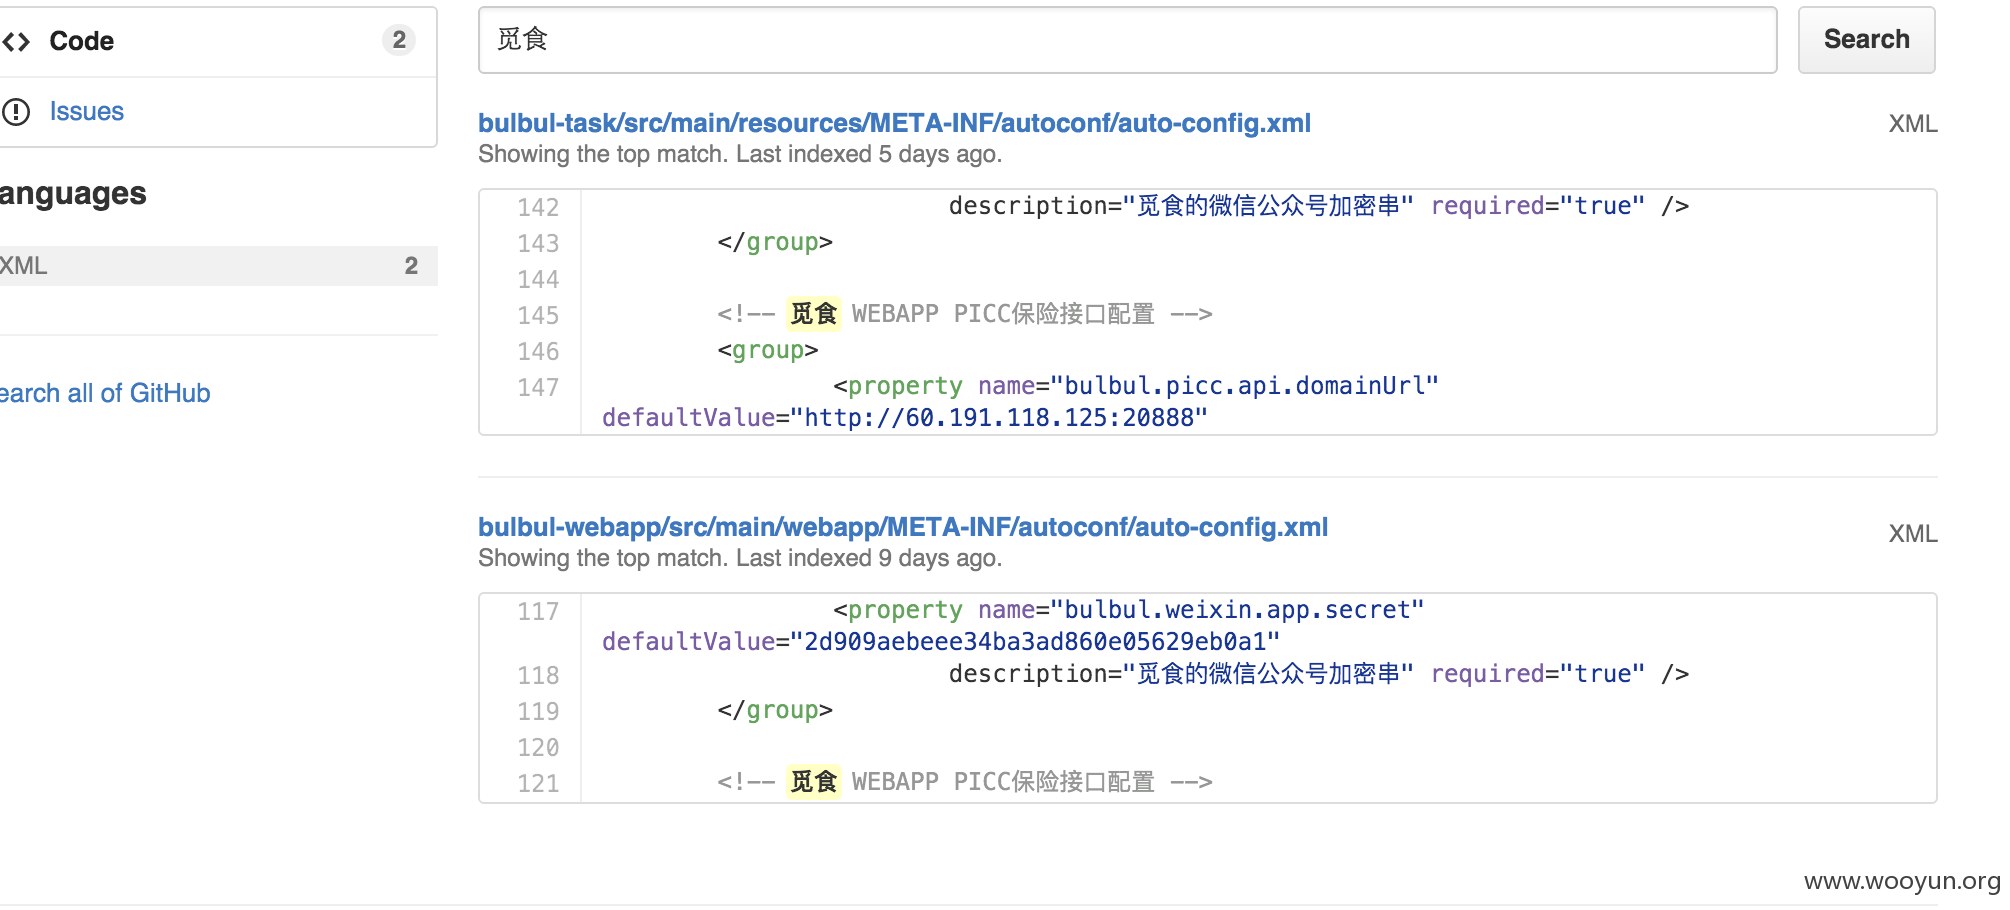 Code 2
Issues
anguages
XML 2
earch all of GitHub
觅食
Search
bulbul-task/src/main/resources/META-INF/autoconf/auto-config.xml XML
Showing the top match. Last indexed 5 days ago.
142 description="觅食的微信公众号加密串" required="true" />
143 </group>
144
145 <!-- 觅食 WEBAPP PICC保险接口配置 -->
146 <group>
147 <property name="bulbul.picc.api.domainUrl"
defaultValue="http://60.191.118.125:20888"
bulbul-webapp/src/main/webapp/META-INF/autoconf/auto-config.xml XML
Showing the top match. Last indexed 9 days ago.
117 <property name="bulbul.weixin.app.secret"
defaultValue="2d909aebeee34ba3ad860e05629eb0a1"
118 description="觅食的微信公众号加密串" required="true" />
119 </group>
120
121 <!-- 觅食 WEBAPP PICC保险接口配置 -->
www.wooyun.org